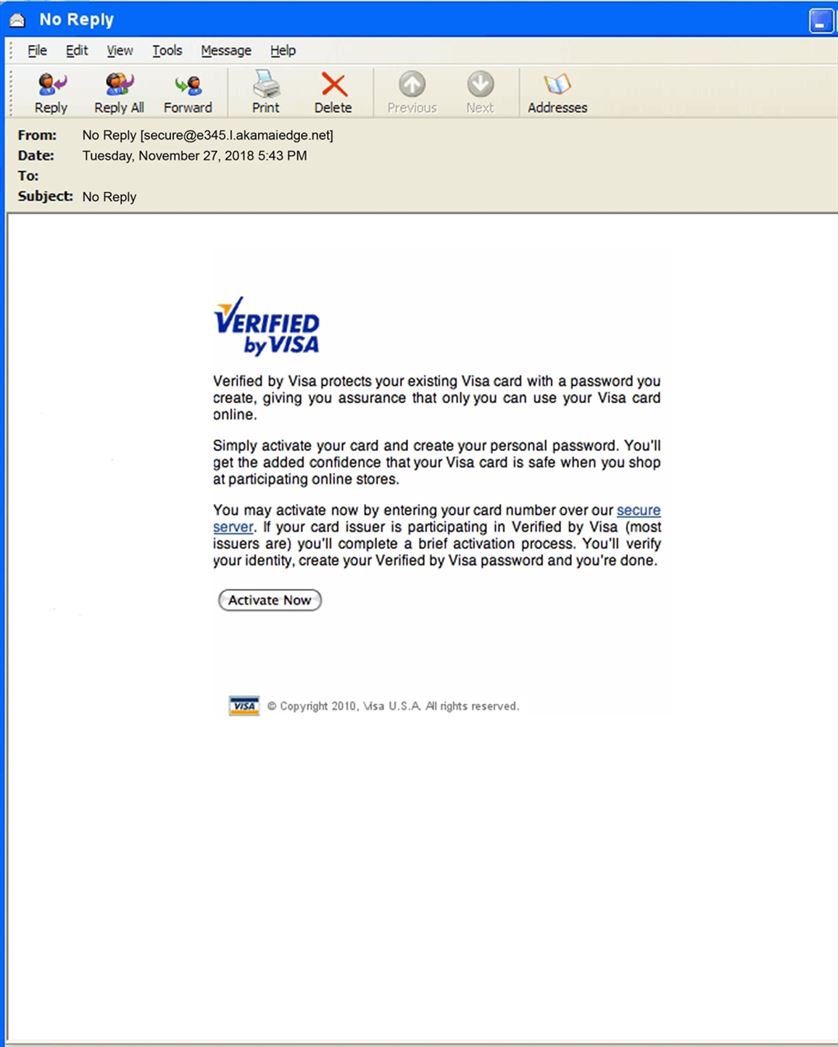 No Reply
File Edit View Tools Message Help
Reply Reply All Forward Print Delete Previous Next Addresses
From: No Reply [secure@e345.l.akamaiedge.net]
Date: Tuesday, November 27, 2018 5:43 PM
To:
Subject: No Reply
VERIFIED
by VISA
Verified by Visa protects your existing Visa card with a password you
create, giving you assurance that only you can use your Visa card
online.
Simply activate your card and create your personal password. You'll
get the added confidence that your Visa card is safe when you shop
at participating online stores.
You may activate now by entering your card number over our secure
server. If your card issuer is participating in Verified by Visa (most
issuers are) you'll complete a brief activation process. You'll verify
your identity, create your Verified by Visa password and you're done.
Activate Now
VISA © Copyright 2010, Visa U.S.A. All rights reserved.